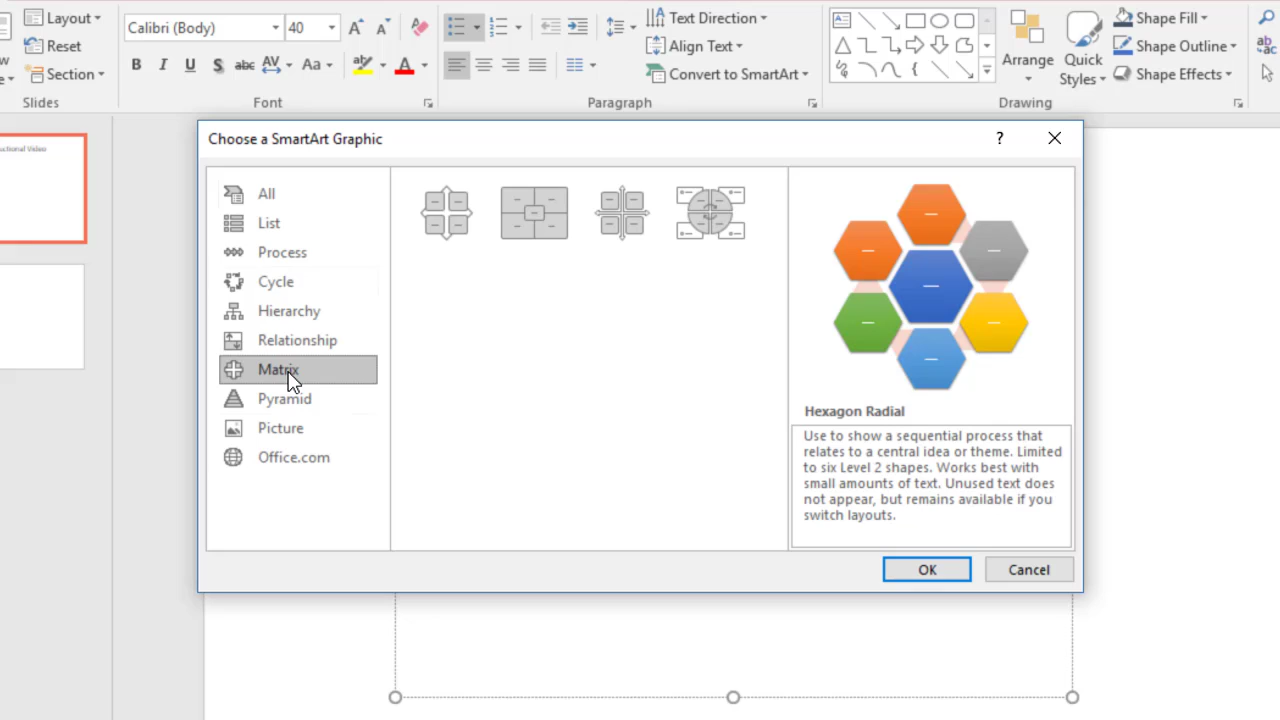 Layout
Reset
Section
Slides
Calibri (Body)
40
B I U S abc AV Aa A
Font
Text Direction
Align Text
Convert to SmartArt
Paragraph
Arrange
Quick
Styles
Shape Fill
Shape Outline
Shape Effects
Drawing
ab
ac
Choose a SmartArt Graphic
?
All
List
Process
Cycle
Hierarchy
Relationship
Matrix
Pyramid
Picture
Office.com
Hexagon Radial
Use to show a sequential process that
relates to a central idea or theme. Limited
to six Level 2 shapes. Works best with
small amounts of text. Unused text does
not appear, but remains available if you
switch layouts.
OK
Cancel